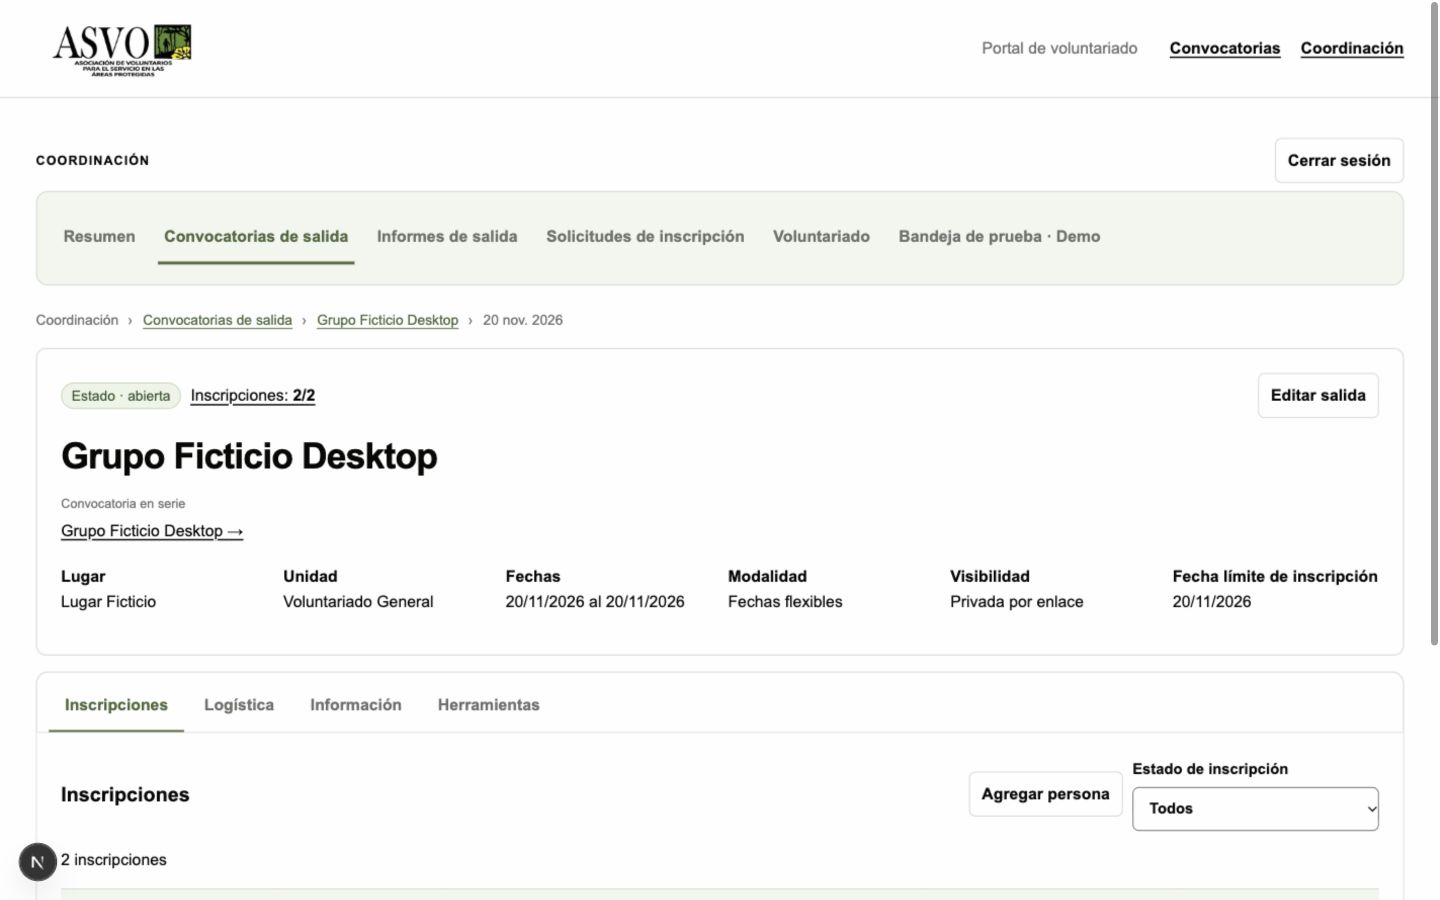 ASVO
ASOCIACIÓN DE VOLUNTARIOS
PARA EL SERVICIO EN LAS
ÁREAS PROTEGIDAS
Portal de voluntariado
Convocatorias
Coordinación
COORDINACIÓN
Cerrar sesión
Resumen
Convocatorias de salida
Informes de salida
Solicitudes de inscripción
Voluntariado
Bandeja de prueba · Demo
Coordinación › Convocatorias de salida › Grupo Ficticio Desktop › 20 nov. 2026
Estado · abierta
Inscripciones: 2/2
Editar salida
Grupo Ficticio Desktop
Convocatoria en serie
Grupo Ficticio Desktop →
Lugar
Lugar Ficticio
Unidad
Voluntariado General
Fechas
20/11/2026 al 20/11/2026
Modalidad
Fechas flexibles
Visibilidad
Privada por enlace
Fecha límite de inscripción
20/11/2026
Inscripciones
Logística
Información
Herramientas
Inscripciones
Agregar persona
Estado de inscripción
Todos
N
2 inscripciones